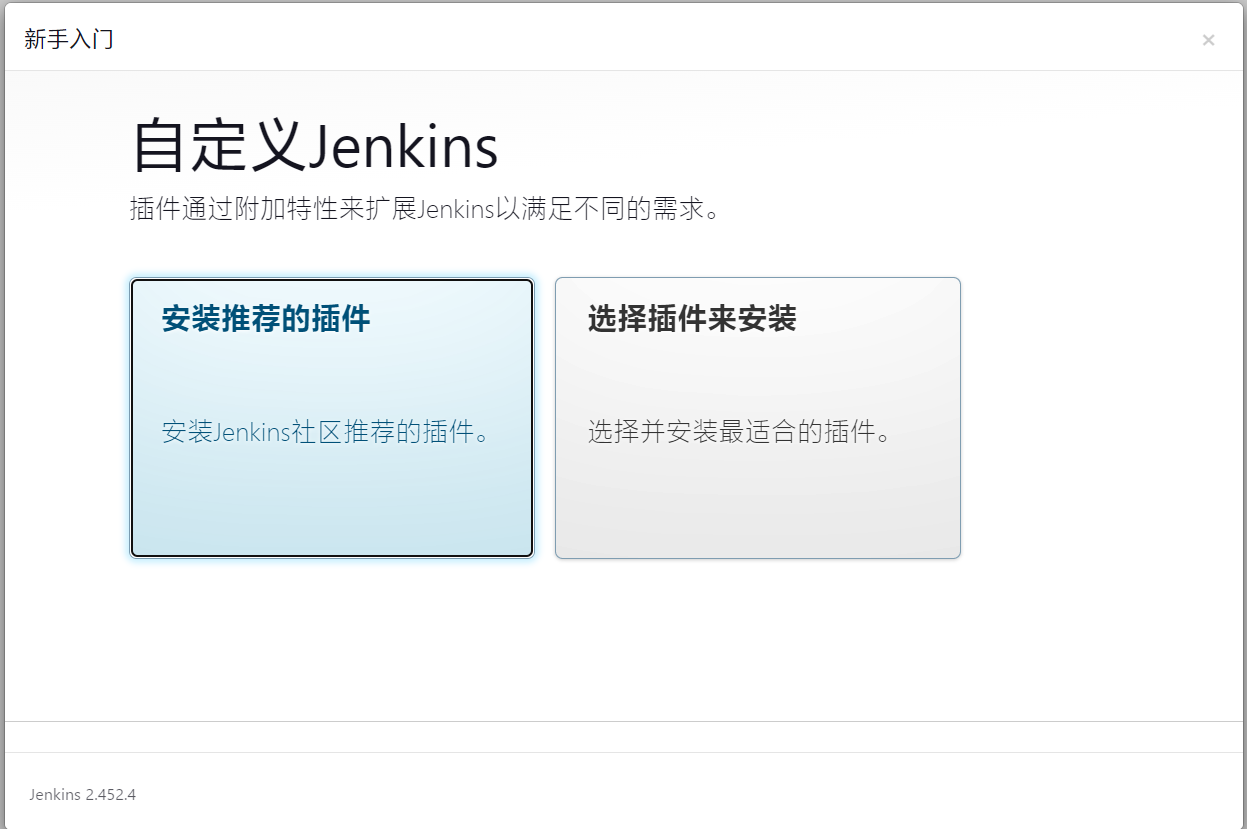 新手入门
×
自定义Jenkins
插件通过附加特性来扩展Jenkins以满足不同的需求。
安装推荐的插件
安装Jenkins社区推荐的插件。
选择插件来安装
选择并安装最适合的插件。
Jenkins 2.452.4